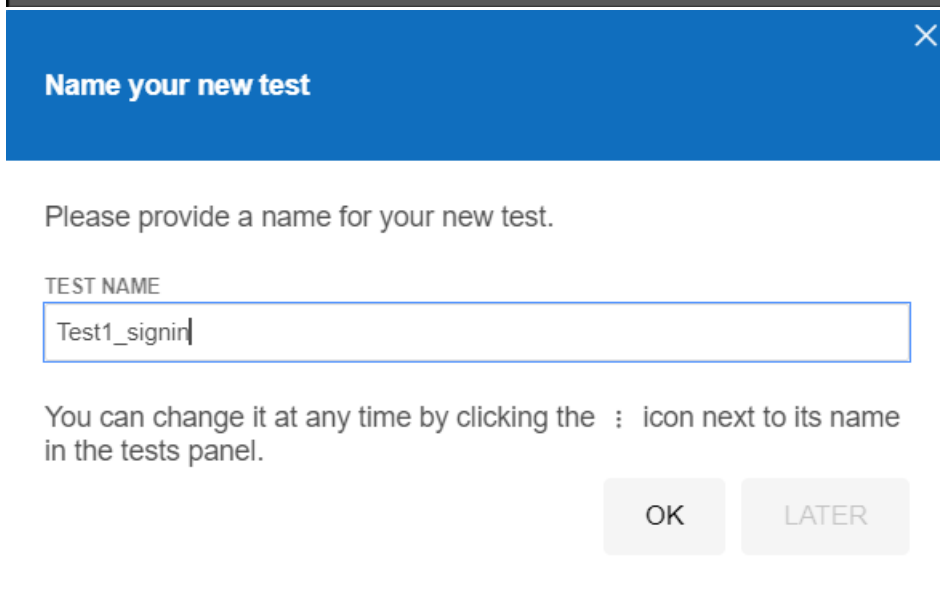 Name your new test
Please provide a name for your new test.
TEST NAME
Test1_signin
You can change it at any time by clicking the ⋮ icon next to its name
in the tests panel.
OK
LATER